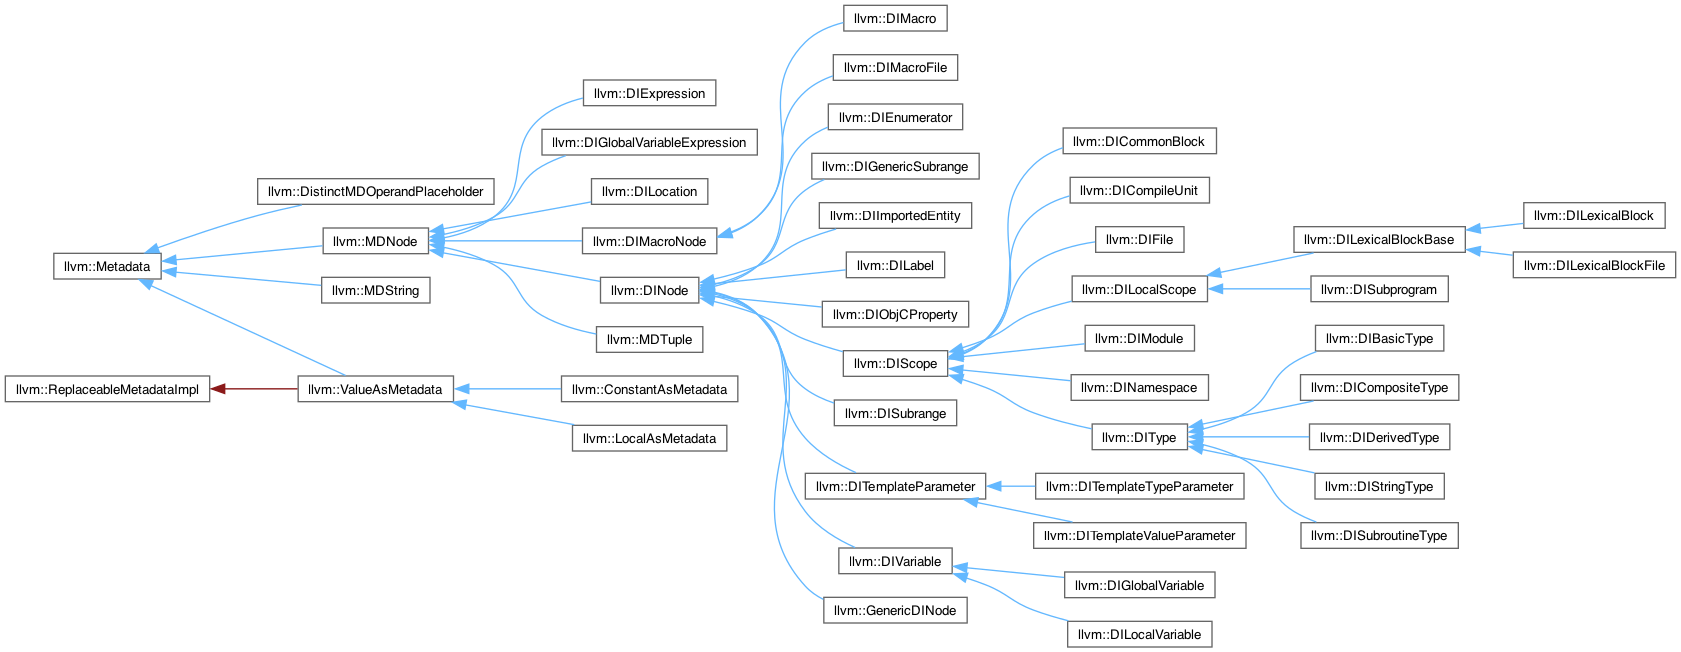 llvm::DIMacro
llvm::DIMacroFile
llvm::DIExpression
llvm::DIEnumerator
llvm::DIGlobalVariableExpression
llvm::DICommonBlock
llvm::DIGenericSubrange
llvm::DistinctMDOperandPlaceholder
llvm::DILocation
llvm::DICompileUnit
llvm::DIImportedEntity
llvm::DILexicalBlock
llvm::MDNode
llvm::DIMacroNode
llvm::DIFile
llvm::DILexicalBlockBase
llvm::Metadata
llvm::DILabel
llvm::DILexicalBlockFile
llvm::MDString
llvm::DINode
llvm::DILocalScope
llvm::DISubprogram
llvm::DIObjCProperty
llvm::MDTuple
llvm::DIModule
llvm::DIBasicType
llvm::DIScope
llvm::ReplaceableMetadataImpl
llvm::ValueAsMetadata
llvm::ConstantAsMetadata
llvm::DINamespace
llvm::DICompositeType
llvm::DISubrange
llvm::LocalAsMetadata
llvm::DIType
llvm::DIDerivedType
llvm::DITemplateParameter
llvm::DITemplateTypeParameter
llvm::DIStringType
llvm::DITemplateValueParameter
llvm::DISubroutineType
llvm::DIVariable
llvm::DIGlobalVariable
llvm::GenericDINode
llvm::DILocalVariable